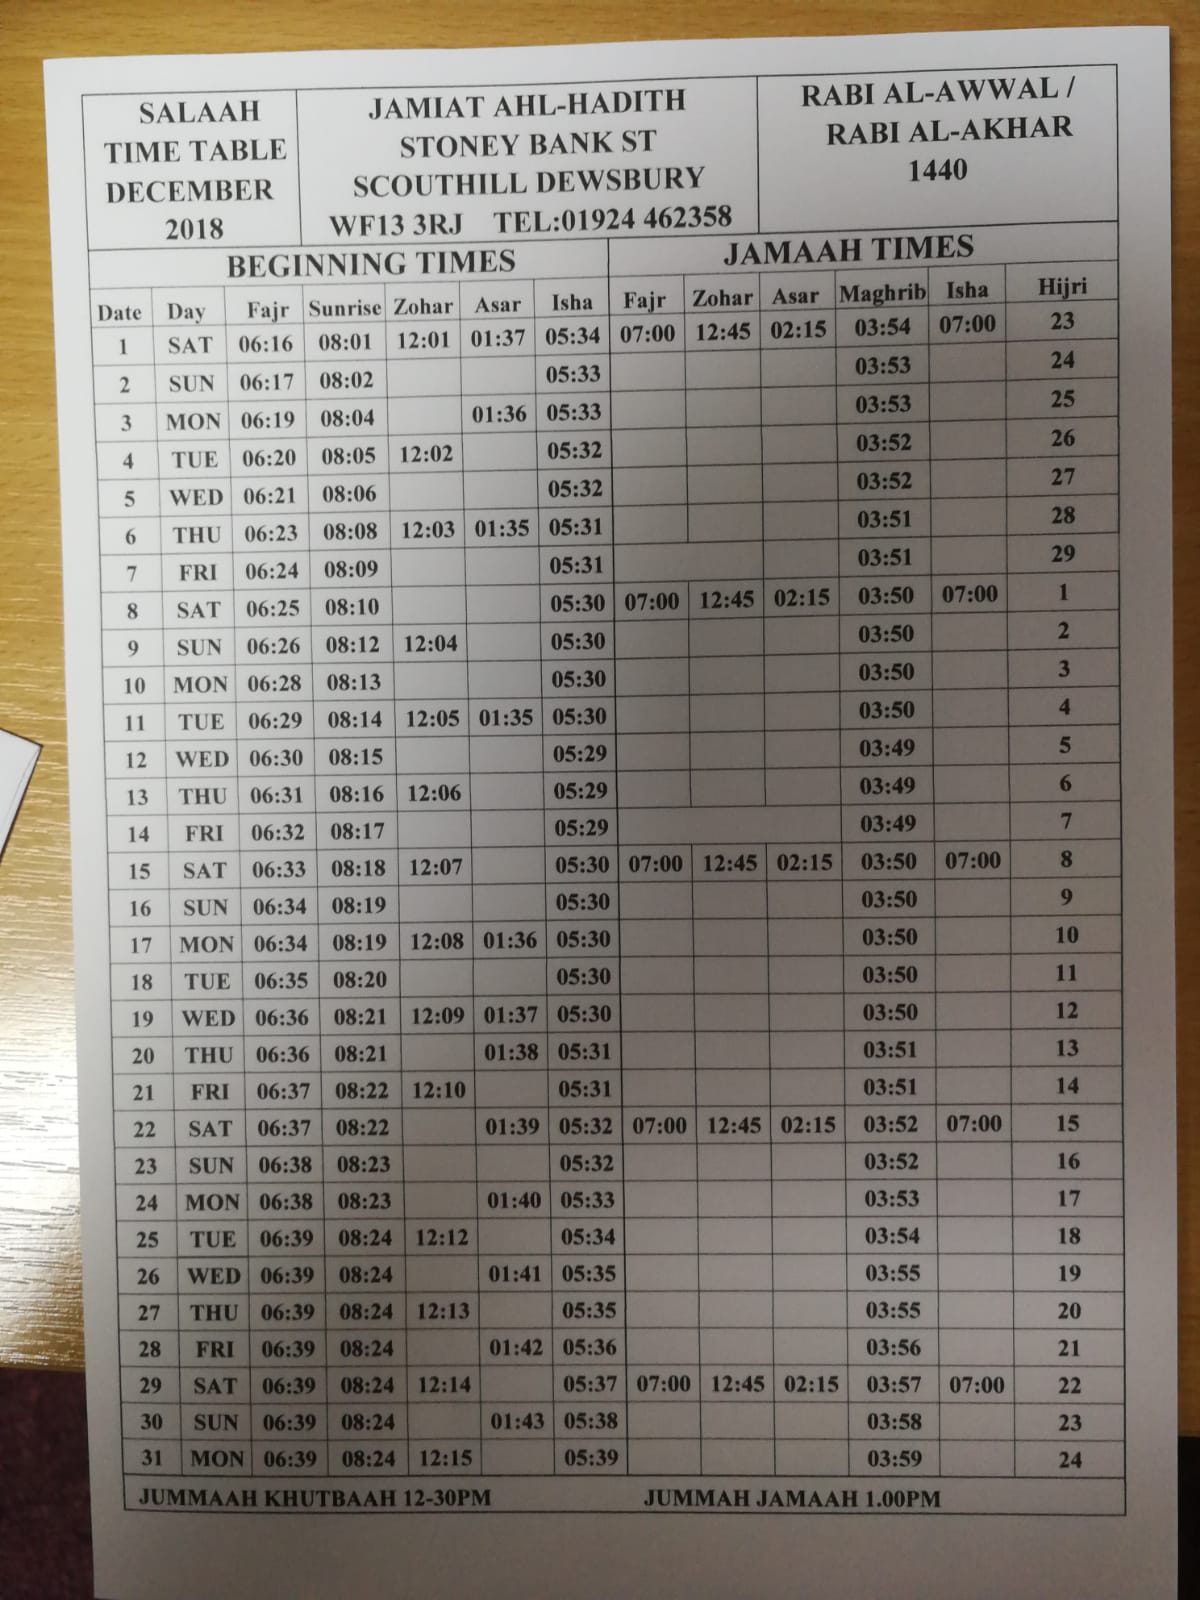 SALAAH
TIME TABLE
DECEMBER
2018
JAMIAT AHL-HADITH
STONEY BANK ST
SCOUTHILL DEWSBURY
WF13 3RJ TEL:01924 462358
RABI AL-AWWAL /
RABI AL-AKHAR
1440
BEGINNING TIMES JAMAAH TIMES
Date Day Fajr Sunrise Zohar Asar Isha Fajr Zohar Asar Maghrib Isha Hijri
1 SAT 06:16 08:01 12:01 01:37 05:34 07:00 12:45 02:15 03:54 07:00 23
2 SUN 06:17 08:02 05:33 03:53 24
3 MON 06:19 08:04 01:36 05:33 03:53 25
4 TUE 06:20 08:05 12:02 05:32 03:52 26
5 WED 06:21 08:06 05:32 03:52 27
6 THU 06:23 08:08 12:03 01:35 05:31 03:51 28
7 FRI 06:24 08:09 05:31 03:51 29
8 SAT 06:25 08:10 05:30 07:00 12:45 02:15 03:50 07:00 1
9 SUN 06:26 08:12 12:04 05:30 03:50 2
10 MON 06:28 08:13 05:30 03:50 3
11 TUE 06:29 08:14 12:05 01:35 05:30 03:50 4
12 WED 06:30 08:15 05:29 03:49 5
13 THU 06:31 08:16 12:06 05:29 03:49 6
14 FRI 06:32 08:17 05:29 03:49 7
15 SAT 06:33 08:18 12:07 05:30 07:00 12:45 02:15 03:50 07:00 8
16 SUN 06:34 08:19 05:30 03:50 9
17 MON 06:34 08:19 12:08 01:36 05:30 03:50 10
18 TUE 06:35 08:20 05:30 03:50 11
19 WED 06:36 08:21 12:09 01:37 05:30 03:50 12
20 THU 06:36 08:21 01:38 05:31 03:51 13
21 FRI 06:37 08:22 12:10 05:31 03:51 14
22 SAT 06:37 08:22 01:39 05:32 07:00 12:45 02:15 03:52 07:00 15
23 SUN 06:38 08:23 05:32 03:52 16
24 MON 06:38 08:23 01:40 05:33 03:53 17
25 TUE 06:39 08:24 12:12 05:34 03:54 18
26 WED 06:39 08:24 01:41 05:35 03:55 19
27 THU 06:39 08:24 12:13 05:35 03:55 20
28 FRI 06:39 08:24 01:42 05:36 03:56 21
29 SAT 06:39 08:24 12:14 05:37 07:00 12:45 02:15 03:57 07:00 22
30 SUN 06:39 08:24 01:43 05:38 03:58 23
31 MON 06:39 08:24 12:15 05:39 03:59 24
JUMMAAH KHUTBAAH 12-30PM JUMMAH JAMAAH 1.00PM